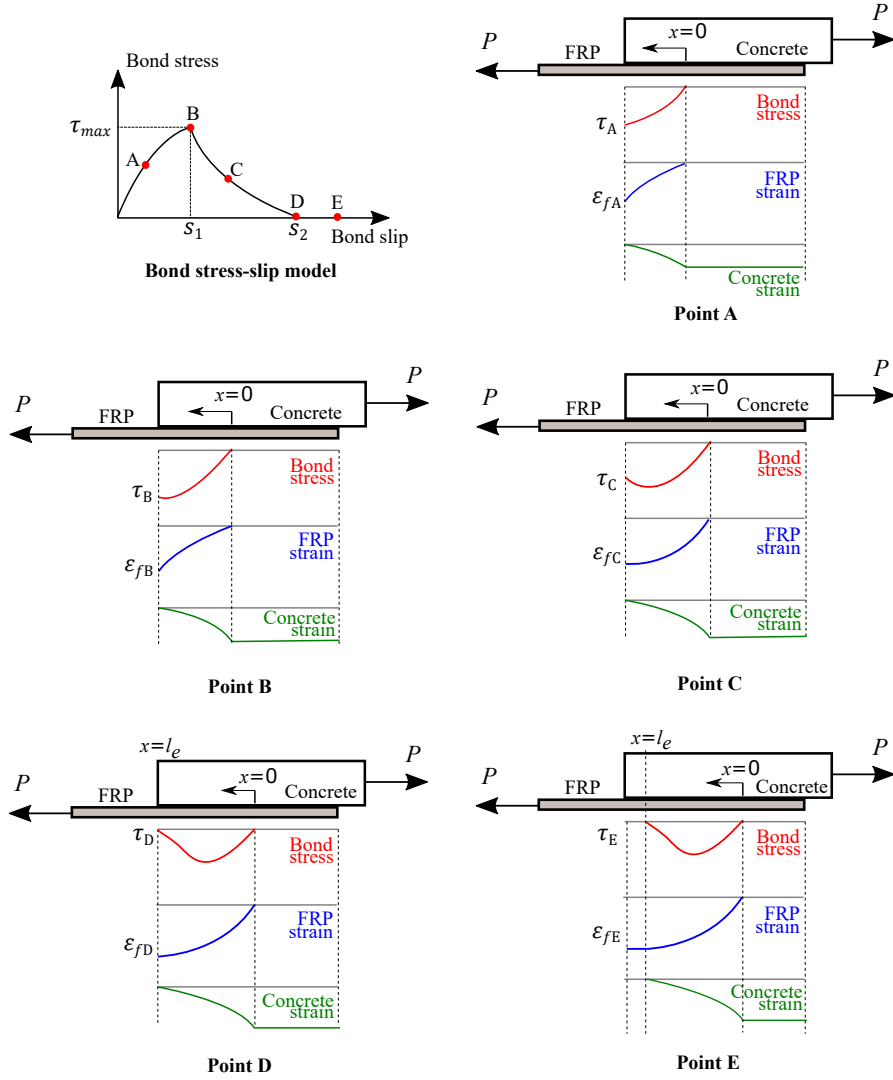 Bond stress
τmax
A
B
C
D
E
s1
s2
Bond slip
Bond stress-slip model
P
FRP
x=0
Concrete
P
τA
Bond
stress
εfA
FRP
strain
Concrete
strain
Point A
P
FRP
x=0
Concrete
P
τB
Bond
stress
εfB
FRP
strain
Concrete
strain
Point B
P
FRP
x=0
Concrete
P
τC
Bond
stress
εfC
FRP
strain
Concrete
strain
Point C
x=le
P
FRP
x=0
Concrete
P
τD
Bond
stress
εfD
FRP
strain
Concrete
strain
Point D
x=le
P
FRP
x=0
Concrete
P
τE
Bond
stress
εfE
FRP
strain
Concrete
strain
Point E